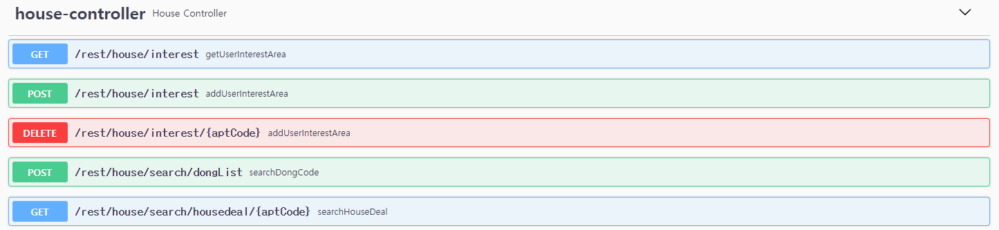 house-controller House Controller
GET /rest/house/interest getUserInterestArea
POST /rest/house/interest addUserInterestArea
DELETE /rest/house/interest/{aptCode} addUserInterestArea
POST /rest/house/search/dongList searchDongCode
GET /rest/house/search/housedeal/{aptCode} searchHouseDeal